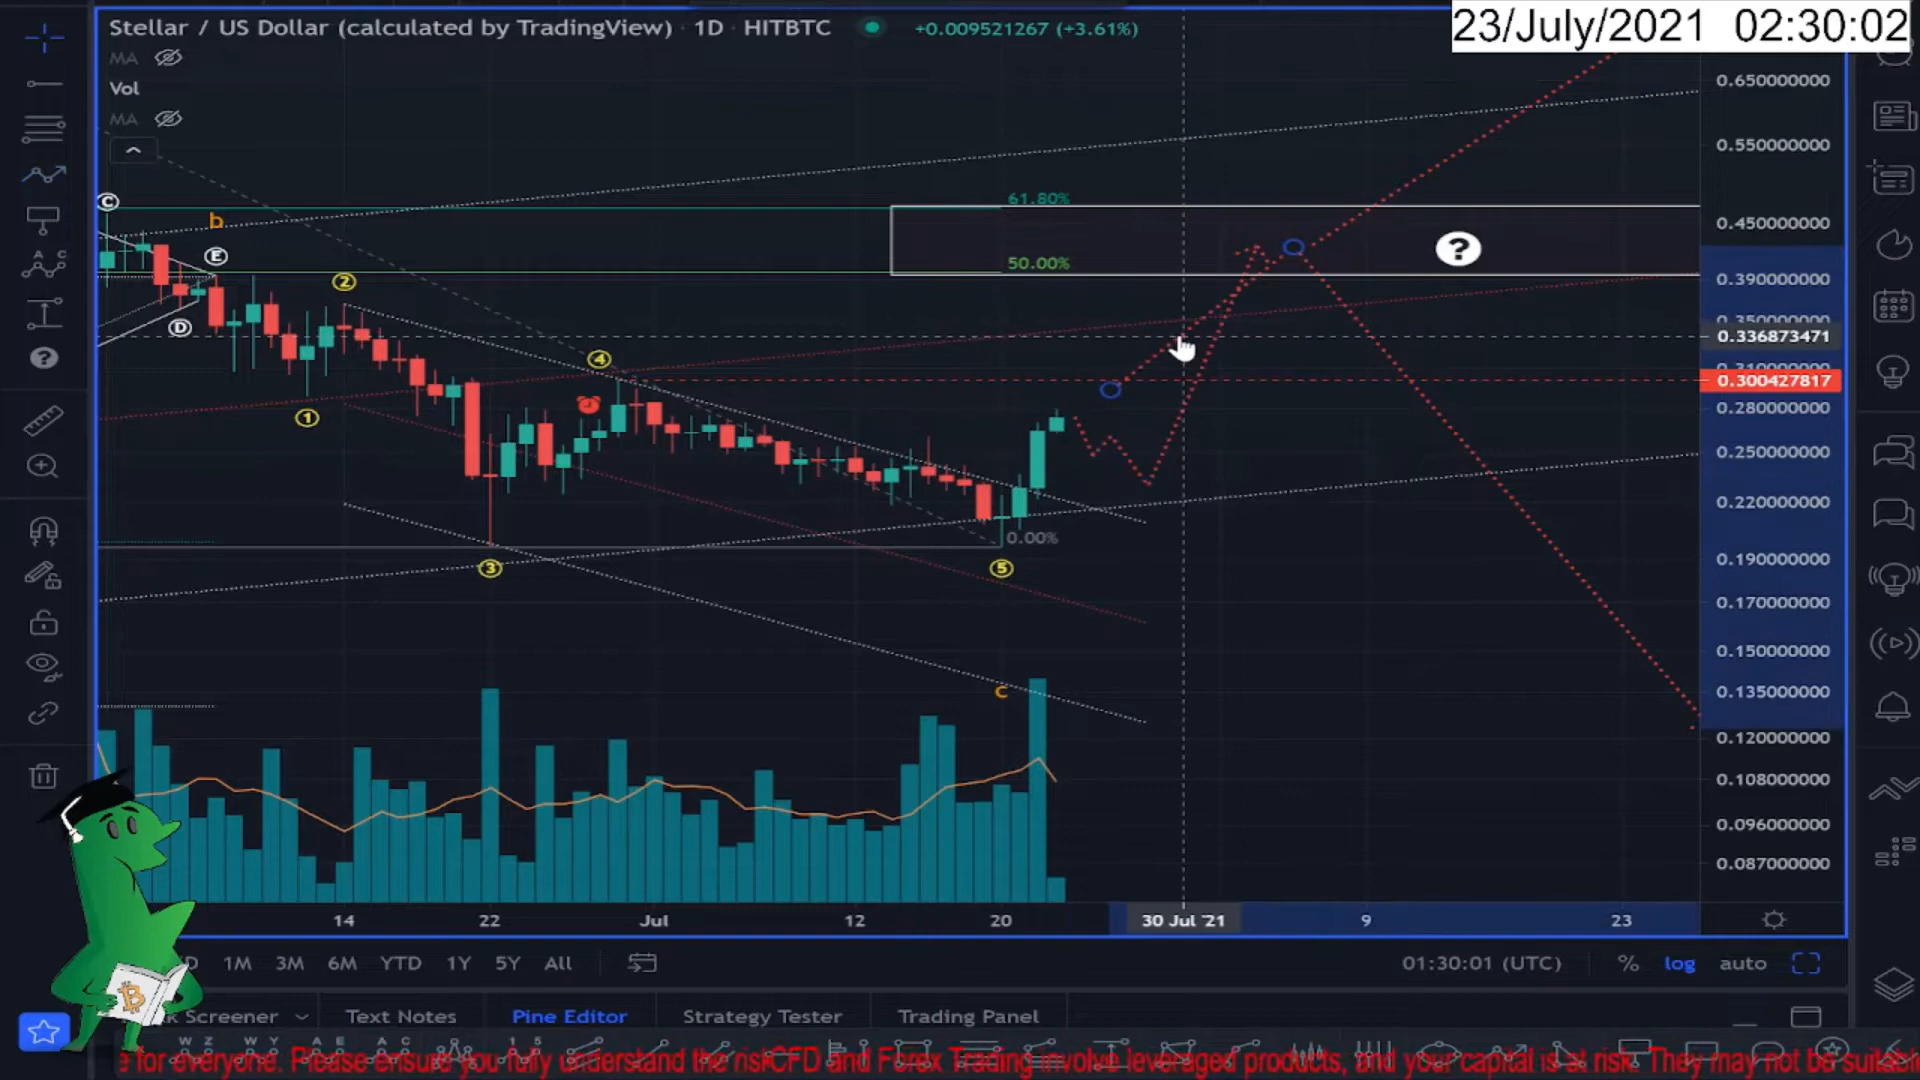 Stellar / US Dollar (calculated by TradingView) · 1D · HITBTC +0.009521267 (+3.61%)
23/July/2021 02:30:02
MA
Vol
MA
0.650000000
0.550000000
0.450000000
0.390000000
0.350000000
0.336873471
0.310000000
0.300427817
0.280000000
0.250000000
0.220000000
0.190000000
0.170000000
0.150000000
0.135000000
0.120000000
0.108000000
0.096000000
0.087000000
61.80%
50.00%
0.00%
?
C
b
E
D
2
1
4
3
5
c
14 22 Jul 12 20 30 Jul '21 9 23
D 1M 3M 6M YTD 1Y 5Y All
01:30:01 (UTC) % log auto
Screener Text Notes Pine Editor Strategy Tester Trading Panel
e for everyone. Please ensure you fully understand the risk
CFD and Forex Trading involve leveraged products, and your capital is at risk. They may not be suitabl